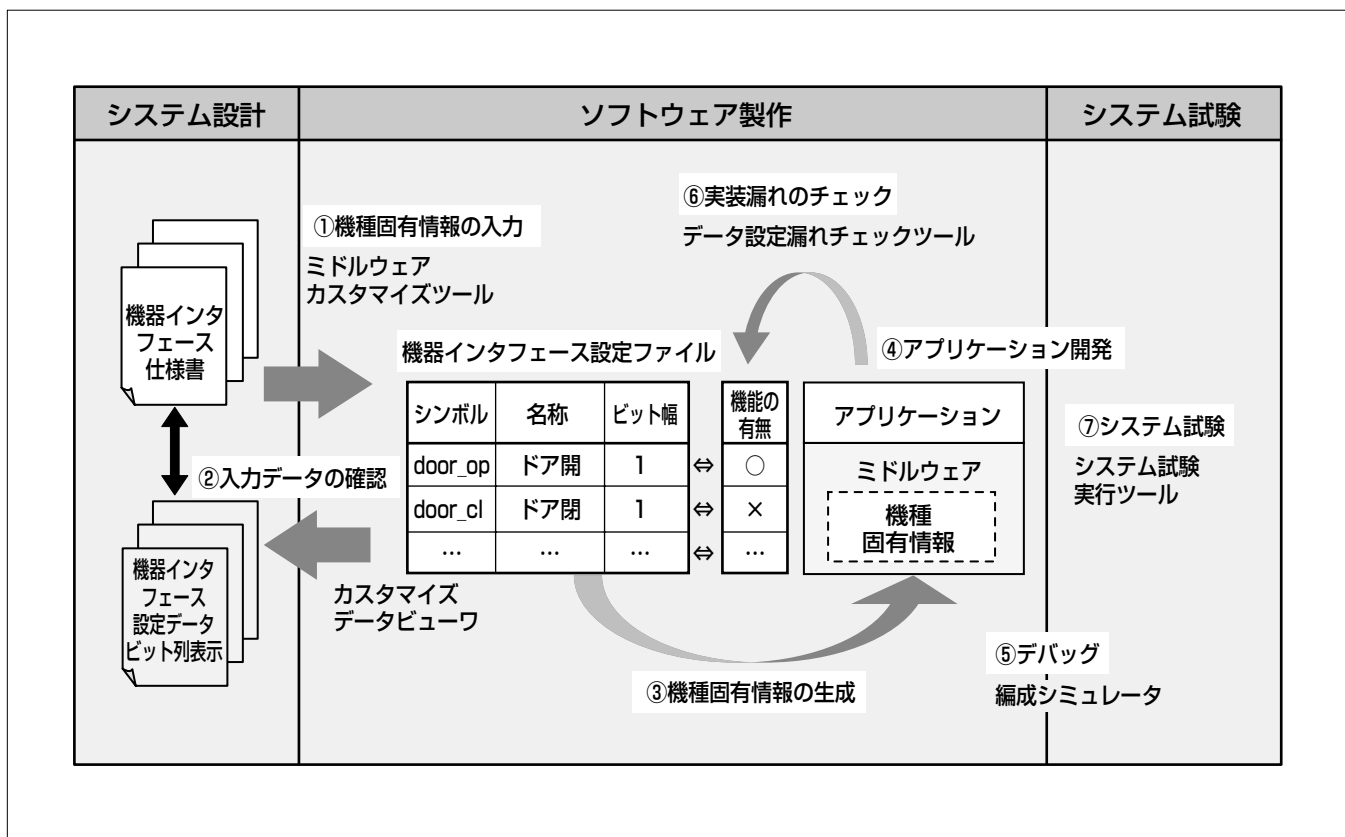 システム設計
ソフトウェア製作
システム試験
機器インタ
フェース
仕様書
②入力データの確認
機器インタ
フェース
設定データ
ビット列表示
①機種固有情報の入力
ミドルウェア
カスタマイズツール
機器インタフェース設定ファイル
シンボル 名称 ビット幅 機能の
有無
door_op ドア開 1 ⇔ ○
door_cl ドア閉 1 ⇔ ×
… … … ⇔ …
カスタマイズ
データビューワ
③機種固有情報の生成
⑥実装漏れのチェック
データ設定漏れチェックツール
④アプリケーション開発
アプリケーション
ミドルウェア
機種
固有情報
⑤デバッグ
編成シミュレータ
⑦システム試験
システム試験
実行ツール